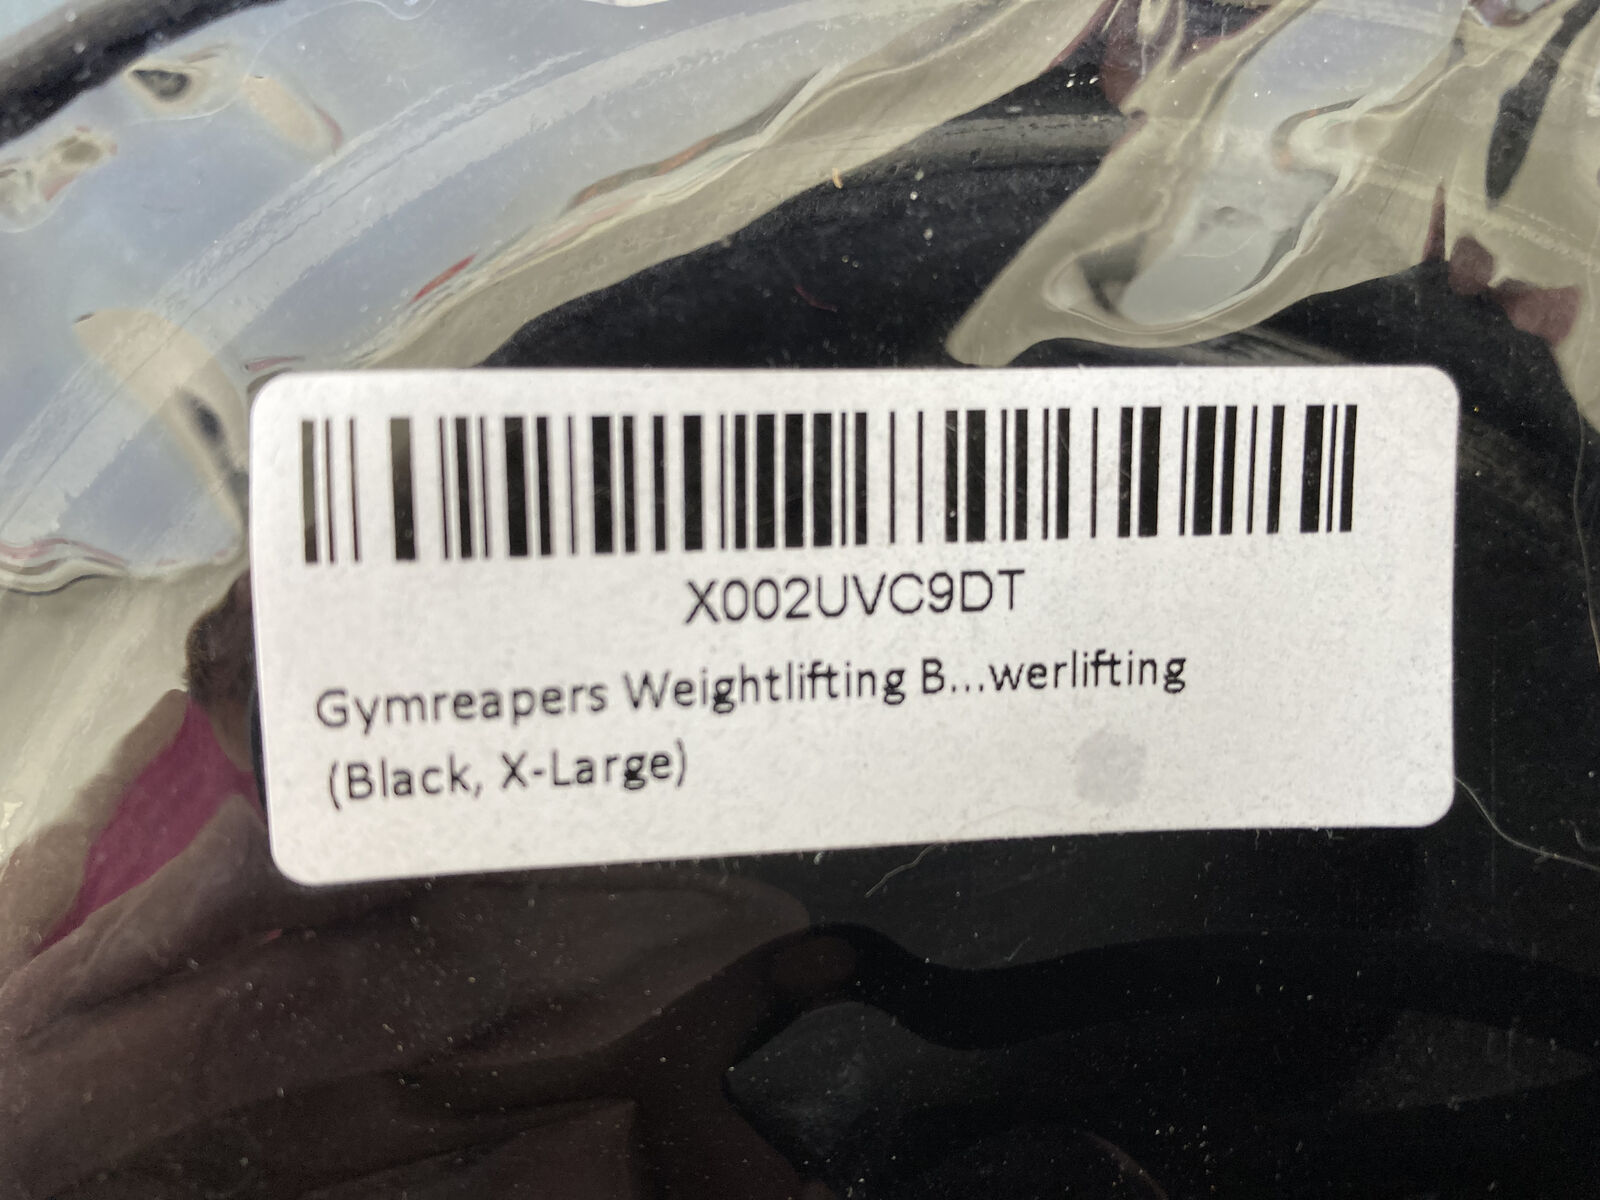 X002UVC9DT
Gymreapers Weightlifting B...werlifting
(Black, X-Large)